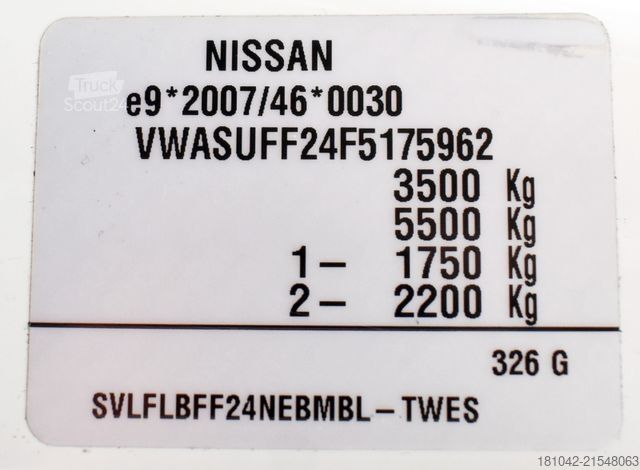 NISSAN
Truck
Scout24
e9*2007/46*0030
VWASUFF24F5175962
3500 Kg
5500 Kg
1- 1750 Kg
2- 2200 Kg
326 G
SVLFLBFF24NEBMBL-TWES
181042-21548063